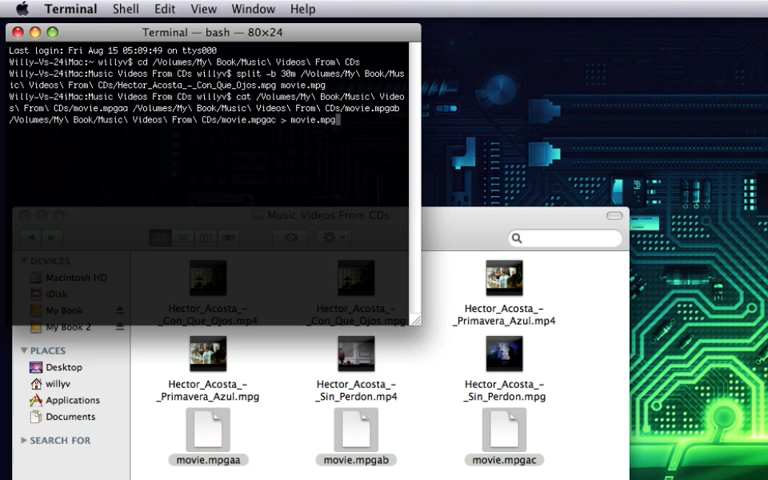 Terminal Shell Edit View Window Help
Terminal — bash — 80×24
Last login: Fri Aug 15 05:09:49 on ttys000
Willy-Vs-24iMac:~ willyv$ cd /Volumes/My\ Book/Music\ Videos\ From\ CDs
Willy-Vs-24iMac:Music Videos From CDs willyv$ split -b 30m /Volumes/My\ Book/Mus
ic\ Videos\ From\ CDs/Hector_Acosta_-_Con_Que_Ojos.mpg movie.mpg
Willy-Vs-24iMac:Music Videos From CDs willyv$ cat /Volumes/My\ Book/Music\ Video
s\ From\ CDs/movie.mpgaa /Volumes/My\ Book/Music\ Videos\ From\ CDs/movie.mpgab
/Volumes/My\ Book/Music\ Videos\ From\ CDs/movie.mpgac > movie.mpg
Music Videos From CDs
DEVICES
Macintosh HD
iDisk
My Book
My Book 2
PLACES
Desktop
willyv
Applications
Documents
SEARCH FOR
Hector_Acosta_-
_Con_Que_Ojos.mp4
Hector_Acosta_-
_Con_Que_Ojos.mpg
Hector_Acosta_-
_Primavera_Azul.mp4
Hector_Acosta_-
_Primavera_Azul.mpg
Hector_Acosta_-
_Sin_Perdon.mp4
Hector_Acosta_-
_Sin_Perdon.mpg
movie.mpgaa
movie.mpgab
movie.mpgac